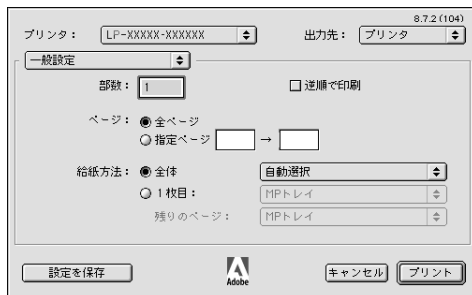 8.7.2 (104)
プリンタ： LP-XXXXX-XXXXXX 出力先： プリンタ
一般設定
部数： 1 逆順で印刷
ページ： 全ページ
指定ページ →
給紙方法： 全体 自動選択
1枚目： MPトレイ
残りのページ： MPトレイ
設定を保存 Adobe キャンセル プリント